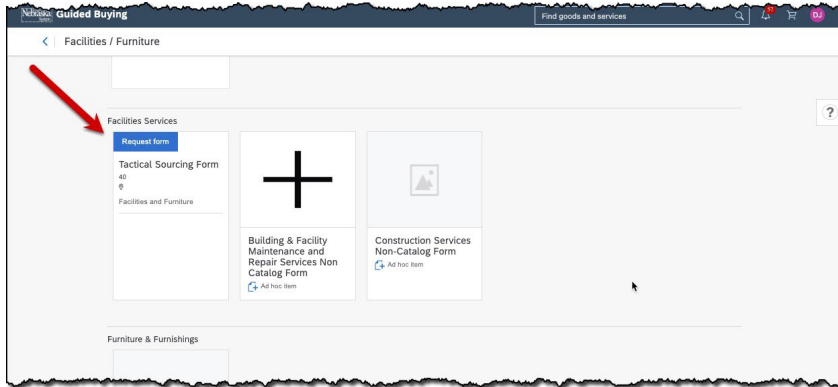 Nebraska
System
Guided Buying
Find goods and services
57
DJ
Facilities / Furniture
?
Facilities Services
Request form
Tactical Sourcing Form
40
Facilities and Furniture
Building & Facility
Maintenance and
Repair Services Non
Catalog Form
Ad hoc item
Construction Services
Non-Catalog Form
Ad hoc item
Furniture & Furnishings